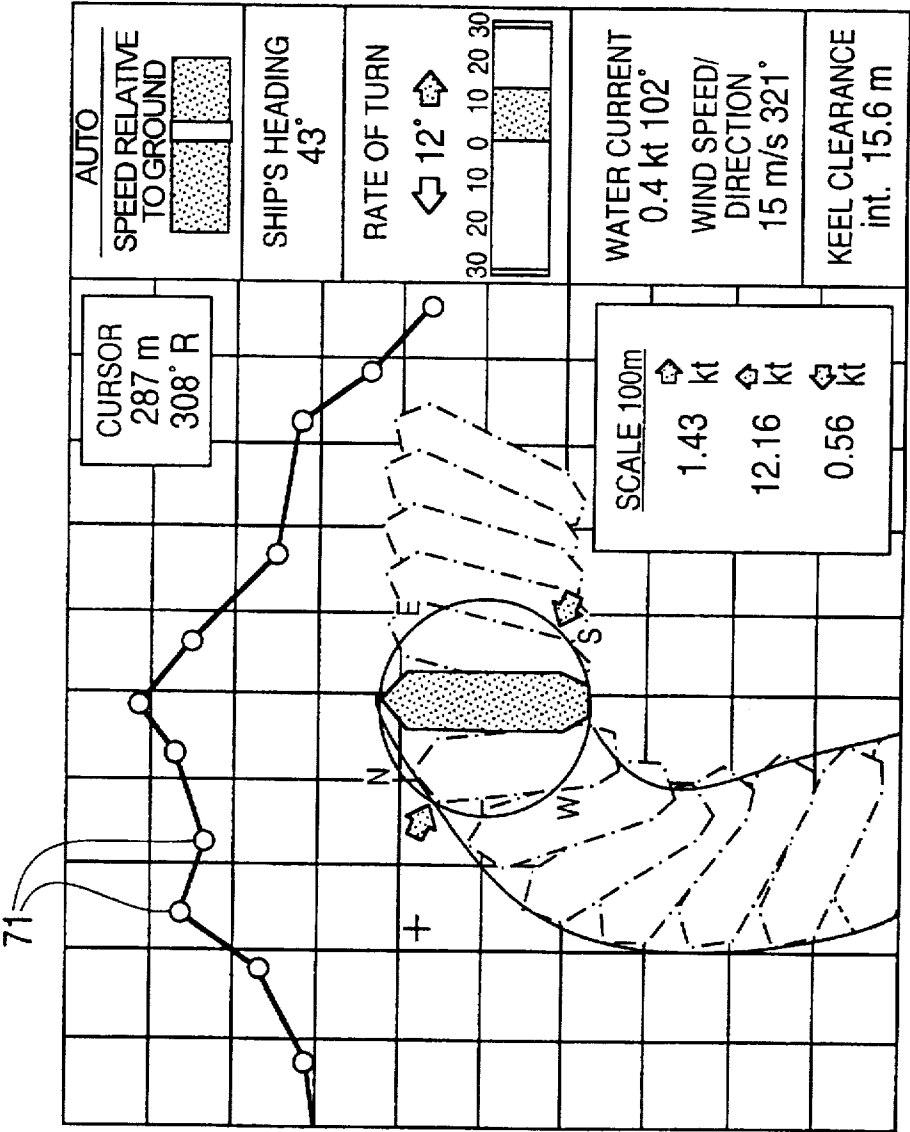 71
CURSOR
287 m
308° R
N
E
W
S
SCALE 100m
1.43 kt
12.16 kt
0.56 kt
AUTO
SPEED RELATIVE
TO GROUND
SHIP'S HEADING
43°
RATE OF TURN
12°
30 20 10 0 10 20 30
WATER CURRENT
0.4 kt 102°
WIND SPEED/
DIRECTION
15 m/s 321°
KEEL CLEARANCE
int. 15.6 m